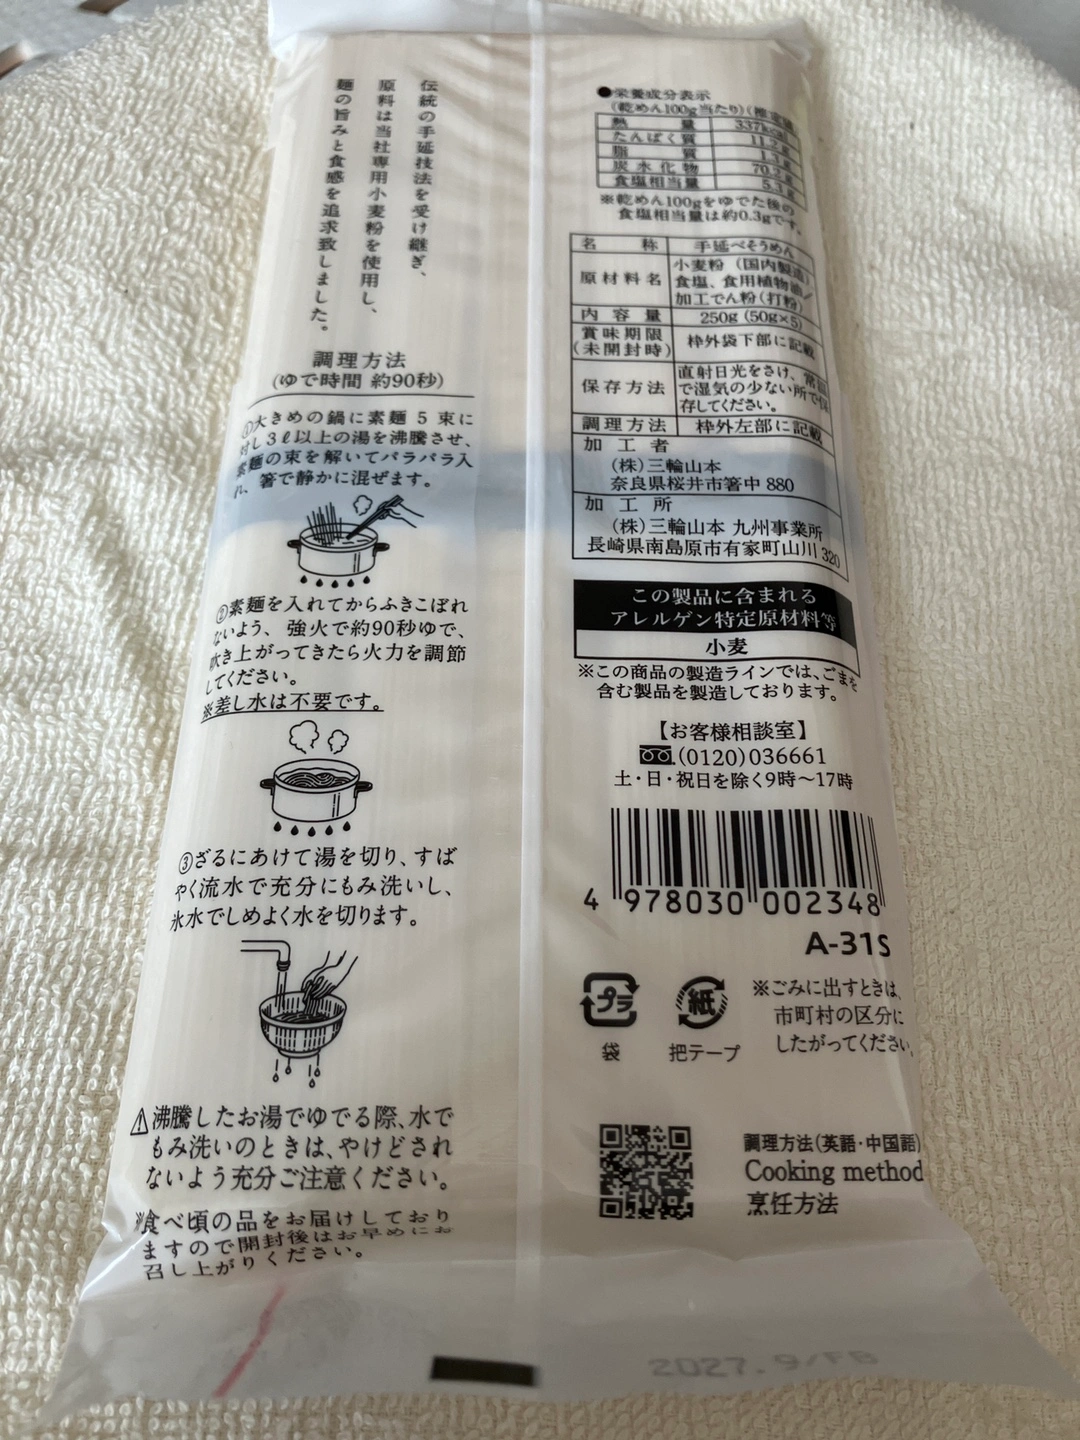 伝統の手延技法を受け継ぎ、
原料は当社専用小麦粉を使用し、
麺の旨みと食感を追求致しました。
調理方法
(ゆで時間 約90秒)
①大きめの鍋に素麺 5 束に
対し3ℓ以上の湯を沸騰させ、
素麺の束を解いてバラバラ入
れ、箸で静かに混ぜます。
②素麺を入れてからふきこぼれ
ないよう、強火で約90秒ゆで、
吹き上がってきたら火力を調節
してください。
※差し水は不要です。
③ざるにあけて湯を切り、すば
やく流水で充分にもみ洗いし、
氷水でしめよく水を切ります。
⚠沸騰したお湯でゆでる際、水で
もみ洗いのときは、やけどされ
ないよう充分ご注意ください。
※食べ頃の品をお届けしており
ますので開封後はお早めにお
召し上がりください。
●栄養成分表示
(乾めん100g当たり)(推定値)
熱量 337kcal
たんぱく質 11.2g
脂質 1.3g
炭水化物 70.2g
食塩相当量 5.3g
※乾めん100gをゆでた後の
食塩相当量は約0.3gです。
名称 手延べそうめん
原材料名 小麦粉(国内製造)
食塩、食用植物油/
加工でん粉(打粉)
内容量 250g (50g×5)
賞味期限
(未開封時) 枠外袋下部に記載
保存方法 直射日光をさけ、常温
で湿気の少ない所で保
存してください。
調理方法 枠外左部に記載
加工者
(株)三輪山本
奈良県桜井市箸中 880
加工所
(株)三輪山本 九州事業所
長崎県南島原市有家町山川 320
この製品に含まれる
アレルゲン特定原材料等
小麦
※この商品の製造ラインでは、ごまを
含む製品を製造しております。
【お客様相談室】
(0120)036661
土・日・祝日を除く9時～17時
4 978030 002348
A-31S
プラ
袋
紙
把テープ
※ごみに出すときは、
市町村の区分に
したがってください。
調理方法(英語・中国語)
Cooking method
烹饪方法
2027.9/FB